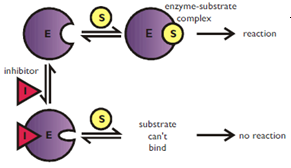 enzyme-substrate
complex
E S E S reaction
inhibitor
I
I E S substrate
can't
bind no reaction